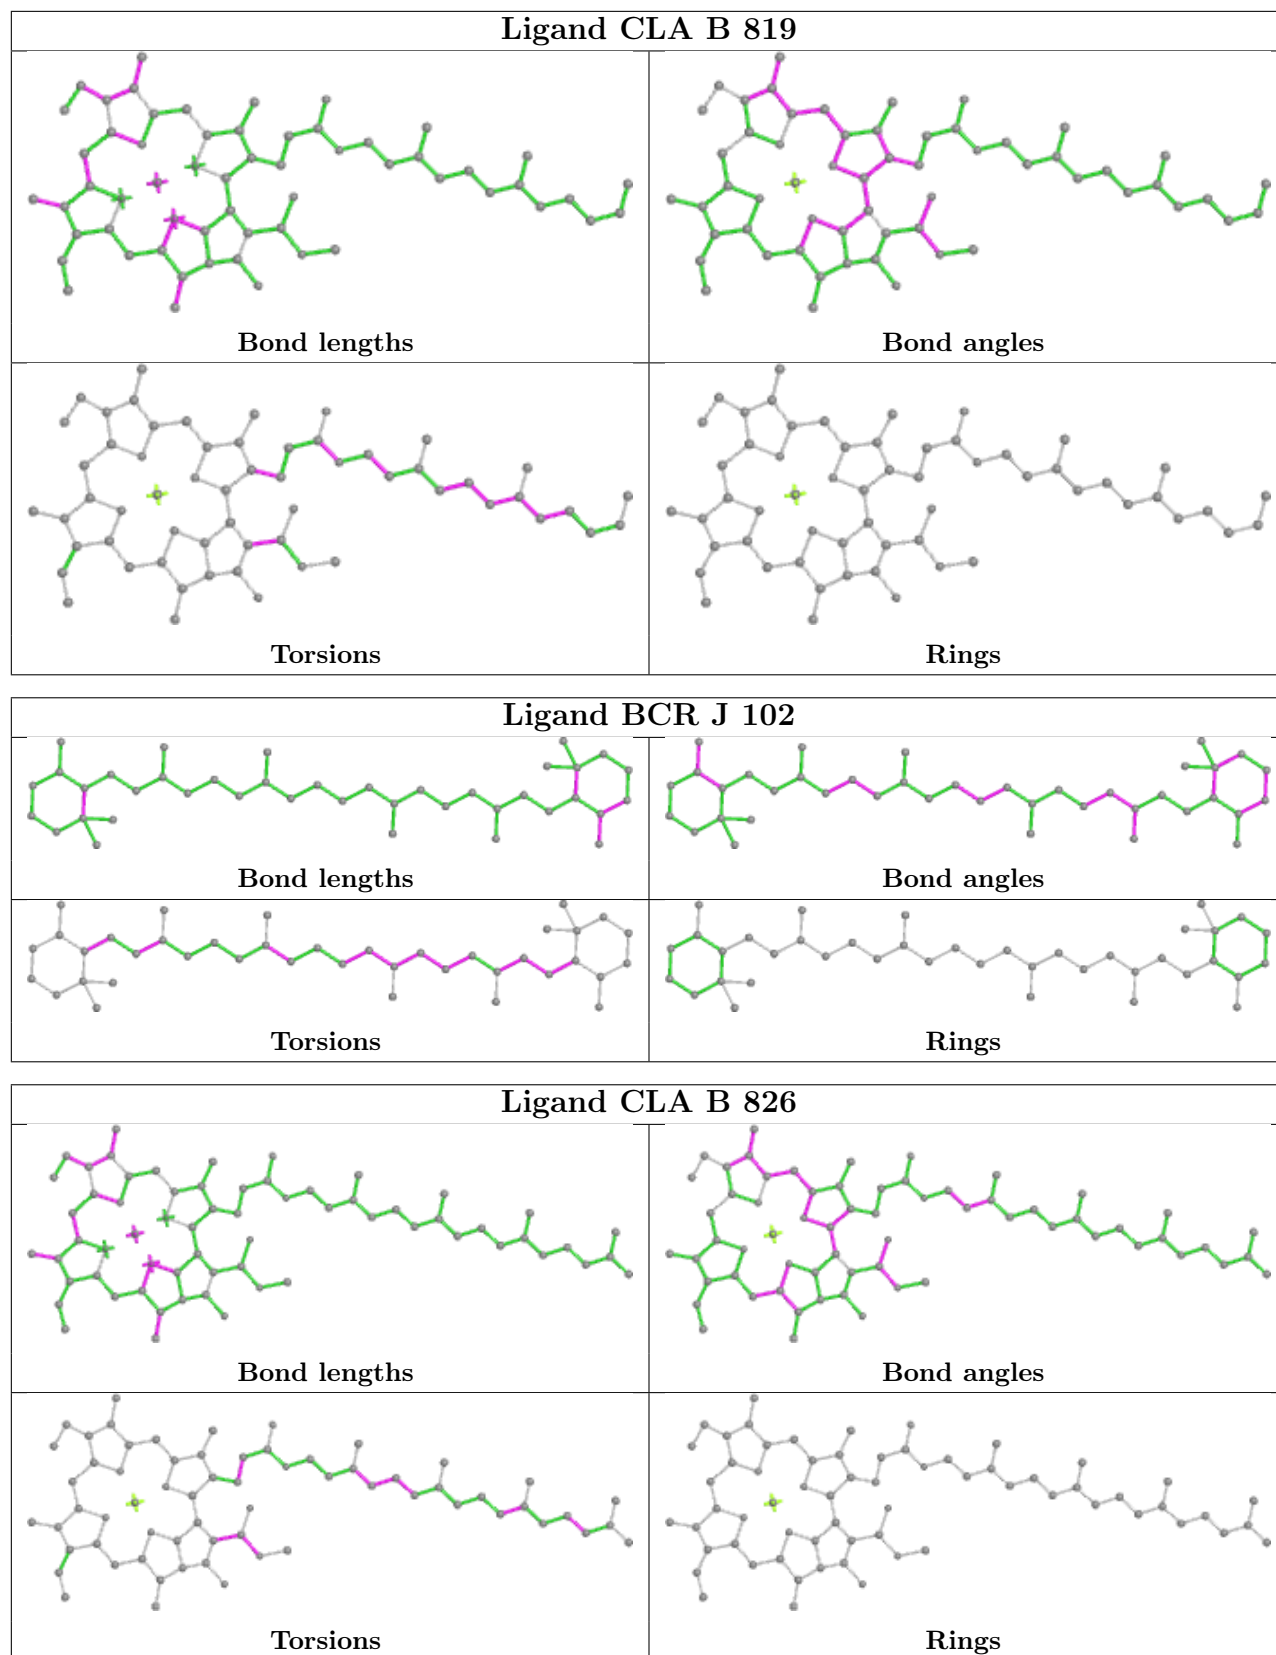 Ligand CLA B 819
Bond lengths
Bond angles
Torsions
Rings
Ligand BCR J 102
Bond lengths
Bond angles
Torsions
Rings
Ligand CLA B 826
Bond lengths
Bond angles
Torsions
Rings